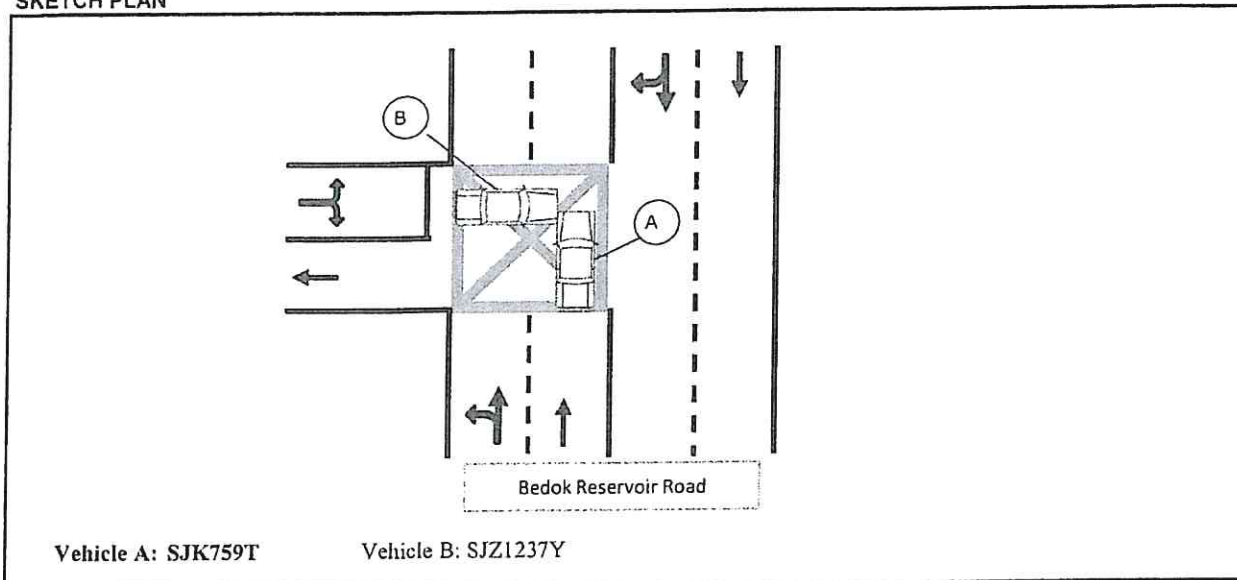 SKETCH PLAN
B
A
Bedok Reservoir Road
Vehicle A: SJK759T Vehicle B: SJZ1237Y